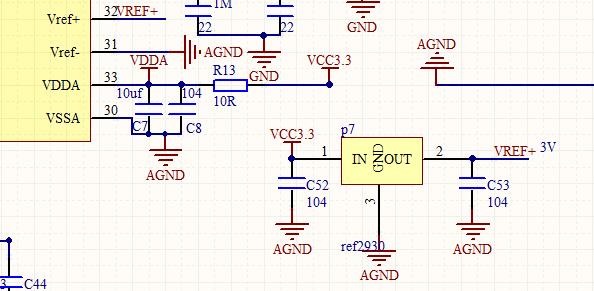 1M
Vref+ 32 VREF+
22 22
GND
Vref- 31 AGND
AGND
VDDA GND VCC3.3
VDDA 33 R13
10uf 104 10R
VSSA 30 C7 C8
AGND
VCC3.3 p7
1 IN GND OUT 2 VREF+ 3V
C52 C53
104 3 104
AGND ref2930 AGND
AGND
3 C44